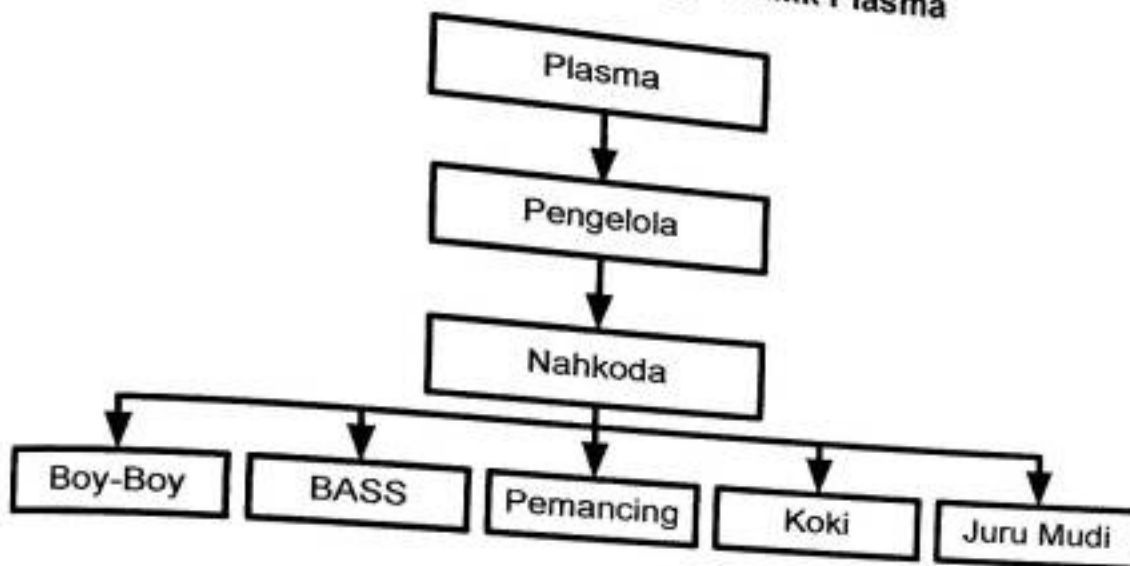 Plasma
Plasma
Pengelola
Nahkoda
Boy-Boy
BASS
Pemancing
Koki
Juru Mudi